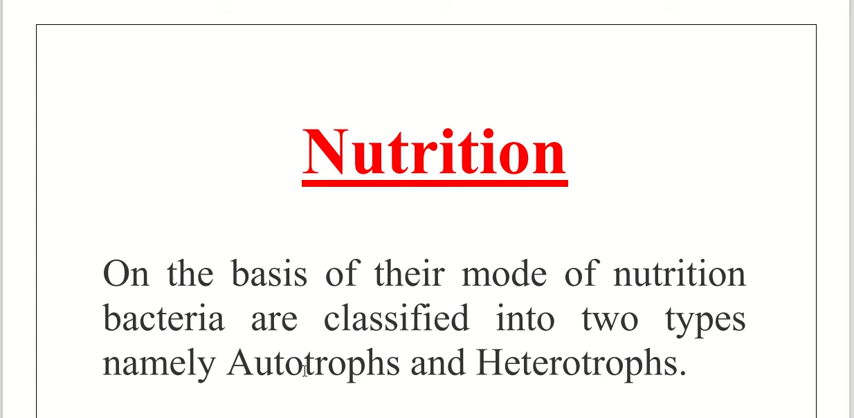 Nutrition
On the basis of their mode of nutrition
bacteria are classified into two types
namely Autotrophs and Heterotrophs.